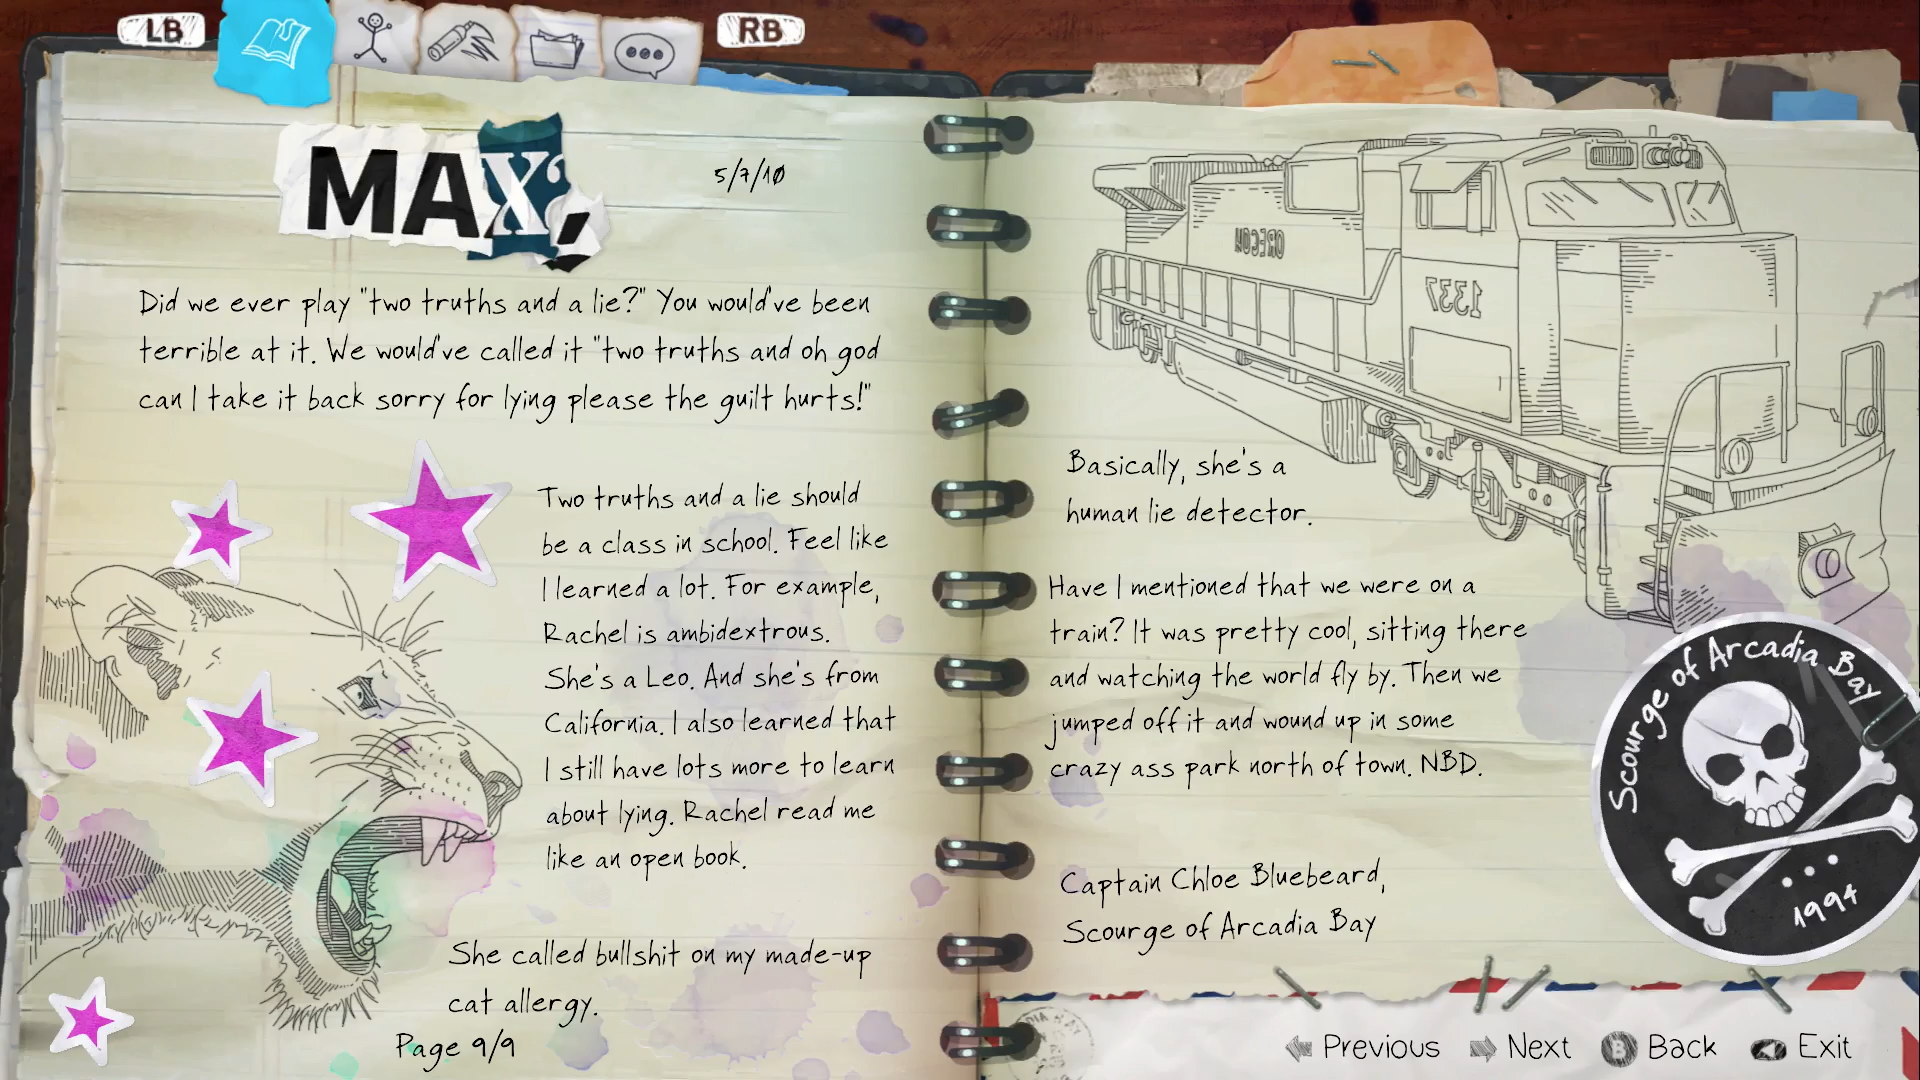 LB
RB
MAX,
5/7/10
Did we ever play "two truths and a lie?" You would've been
terrible at it. We would've called it "two truths and oh god
can I take it back sorry for lying please the guilt hurts!"
Two truths and a lie should
be a class in school. Feel like
I learned a lot. For example,
Rachel is ambidextrous.
She's a Leo. And she's from
California. I also learned that
I still have lots more to learn
about lying. Rachel read me
like an open book.
She called bullshit on my made-up
cat allergy.
Page 9/9
OREGON
1337
Basically, she's a
human lie detector.
Have I mentioned that we were on a
train? It was pretty cool, sitting there
and watching the world fly by. Then we
jumped off it and wound up in some
crazy ass park north of town. NBD.
Captain Chloe Bluebeard,
Scourge of Arcadia Bay
Scourge of Arcadia Bay
1994
Previous
Next
B Back
Exit